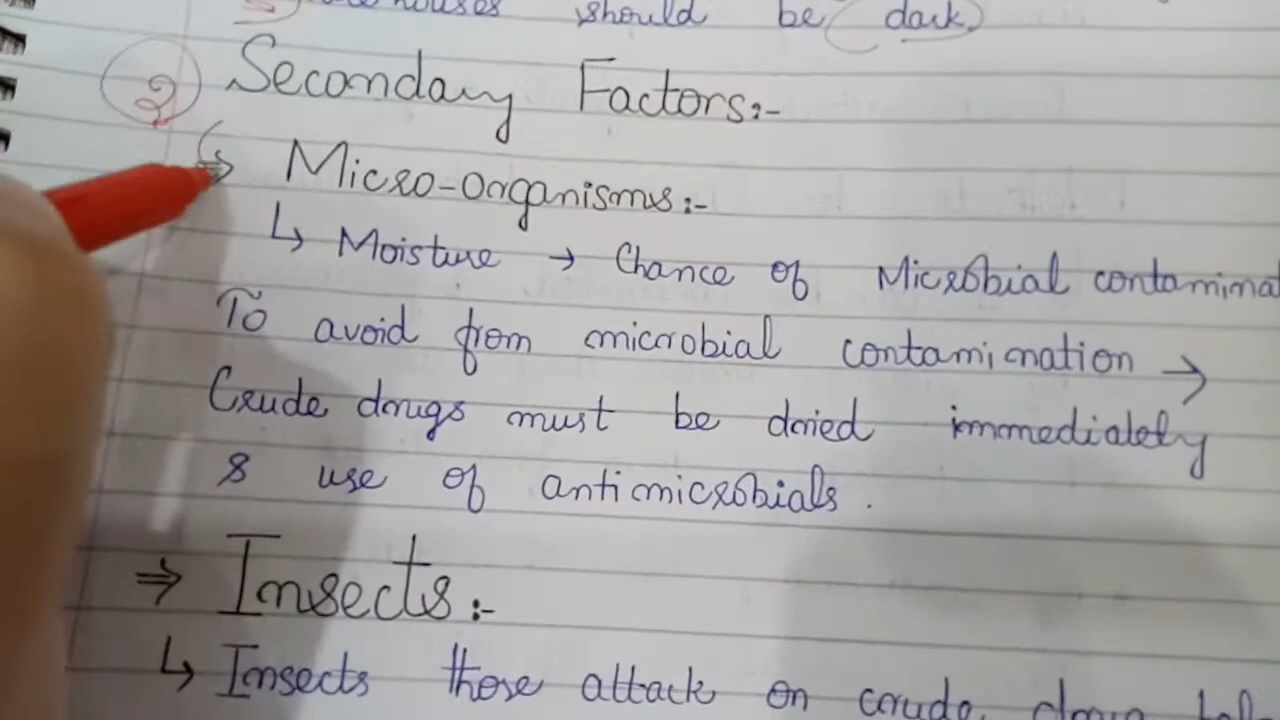 houses should be dark
2 Secondary Factors:-
⇒ Micro-organisms:-
↳ Moisture → Chance of Microbial contaminat
To avoid from microbial contamination →
Crude drugs must be dried immediately
& use of antimicrobials.
⇒ Insects:-
↳ Insects those attack on crude